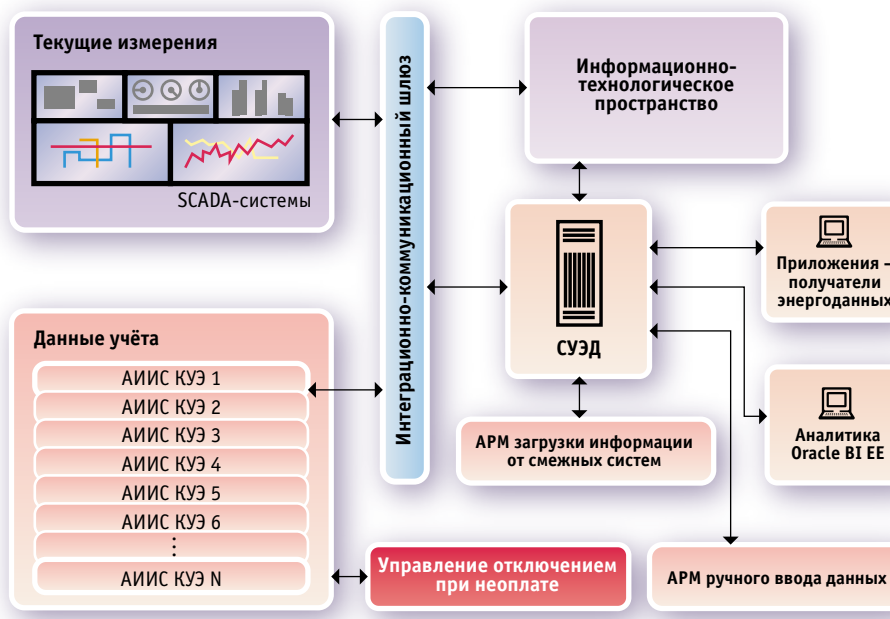 Текущие измерения
SCADA-системы
Интеграционно-коммуникационный шлюз
Информационно-
технологическое
пространство
СУЭД
Приложения –
получатели
энергоданных
Данные учёта
АИИС КУЭ 1
АИИС КУЭ 2
АИИС КУЭ 3
АИИС КУЭ 4
АИИС КУЭ 5
АИИС КУЭ 6
⋮
АИИС КУЭ N
АРМ загрузки информации
от смежных систем
Аналитика
Oracle BI EE
Управление отключением
при неоплате
АРМ ручного ввода данных